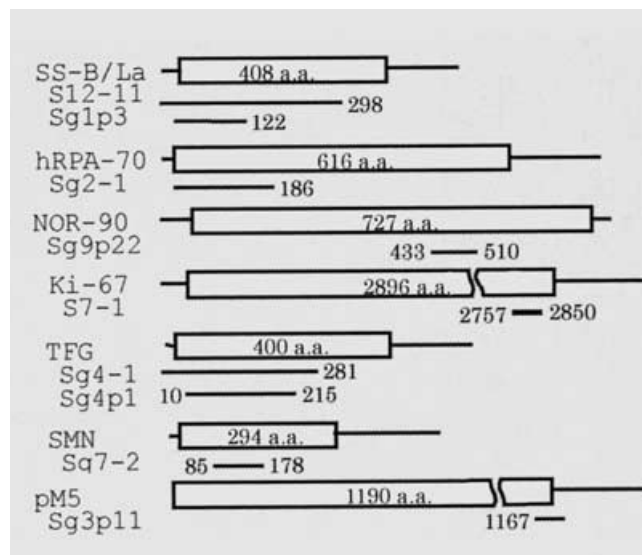 SS-B/La 408 a.a.
S12-11 298
Sg1p3 122
hRPA-70 616 a.a.
Sg2-1 186
NOR-90 727 a.a.
Sg9p22 433 510
Ki-67 2896 a.a.
S7-1 2757 2850
TFG 400 a.a.
Sg4-1 281
Sg4p1 10 215
SMN 294 a.a.
Sg7-2 85 178
pM5 1190 a.a.
Sg3p11 1167